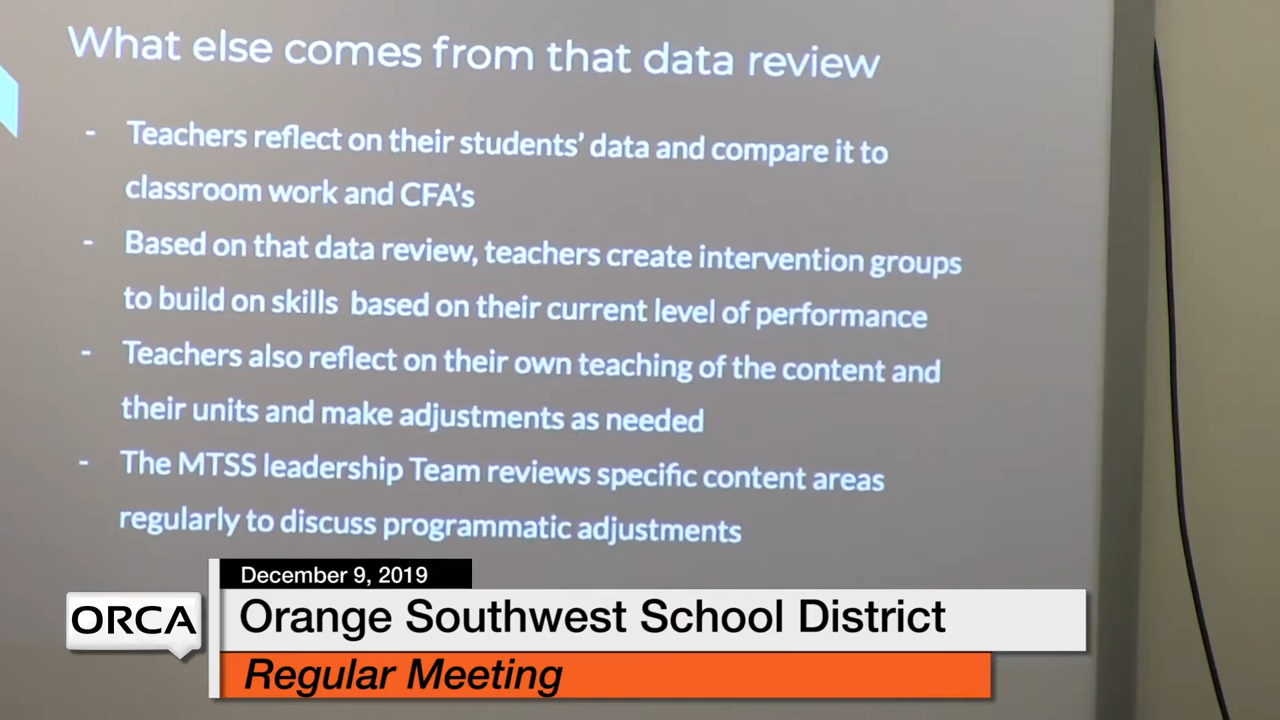 What else comes from that data review
- Teachers reflect on their students' data and compare it to
classroom work and CFA's
- Based on that data review, teachers create intervention groups
to build on skills based on their current level of performance
- Teachers also reflect on their own teaching of the content and
their units and make adjustments as needed
- The MTSS leadership Team reviews specific content areas
regularly to discuss programmatic adjustments
December 9, 2019
ORCA
Orange Southwest School District
Regular Meeting